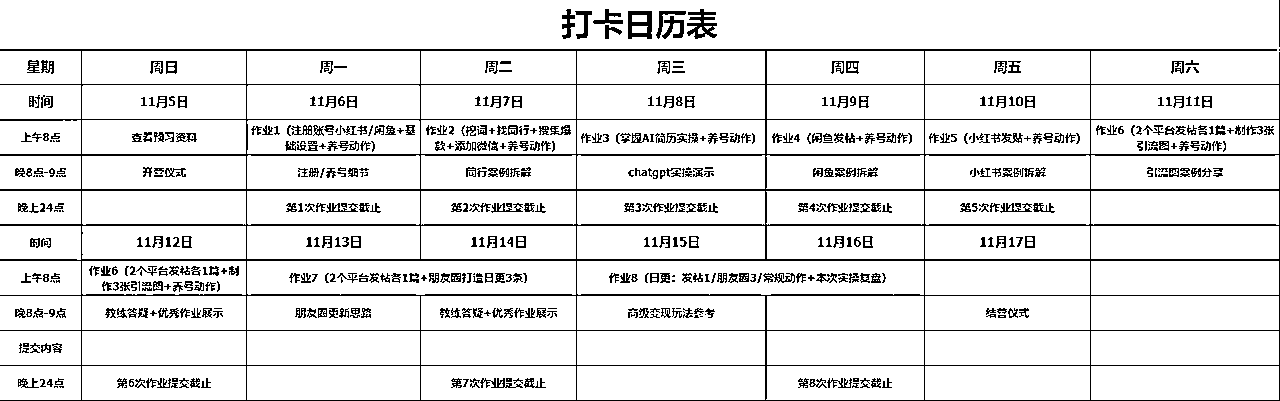 打卡日历表
星期 周日 周一 周二 周三 周四 周五 周六
时间 11月5日 11月6日 11月7日 11月8日 11月9日 11月10日 11月11日
上午8点 查看预习资料 作业1（注册账号小红书/闲鱼+基础设置+养号动作） 作业2（挖词+找同行+搜集爆款+添加微信+养号动作） 作业3（掌握AI简历实操+养号动作） 作业4（闲鱼发帖+养号动作） 作业5（小红书发贴+养号动作） 作业6（2个平台发帖各1篇+制作3张引流图+养号动作）
晚8点-9点 开营仪式 注册/养号细节 同行案例拆解 chatgpt实操演示 闲鱼案例拆解 小红书案例拆解 引流图案例分享
晚上24点 第1次作业提交截止 第2次作业提交截止 第3次作业提交截止 第4次作业提交截止 第5次作业提交截止
时间 11月12日 11月13日 11月14日 11月15日 11月16日 11月17日
上午8点 作业6（2个平台发帖各1篇+制作3张引流图+养号动作） 作业7（2个平台发帖各1篇+朋友圈打造日更3条） 作业8（日更：发帖1/朋友圈3/常规动作+本次实操复盘）
晚8点-9点 教练答疑+优秀作业展示 朋友圈更新思路 教练答疑+优秀作业展示 高级变现玩法参考 结营仪式
提交内容
晚上24点 第6次作业提交截止 第7次作业提交截止 第8次作业提交截止